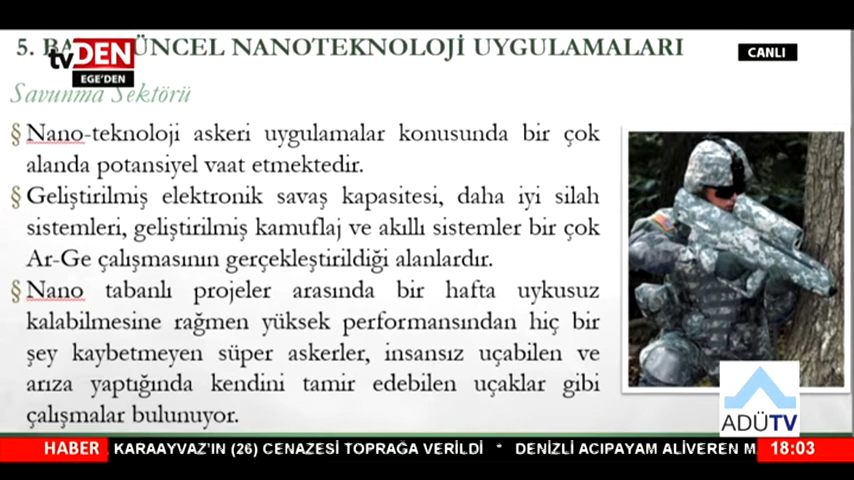 5. BA ÜNCEL NANOTEKNOLOJİ UYGULAMALARI
tvDEN
EGE'DEN
CANLI
Savunma Sektörü
§ Nano-teknoloji askeri uygulamalar konusunda bir çok
alanda potansiyel vaat etmektedir.
§ Geliştirilmiş elektronik savaş kapasitesi, daha iyi silah
sistemleri, geliştirilmiş kamuflaj ve akıllı sistemler bir çok
Ar-Ge çalışmasının gerçekleştirildiği alanlardır.
§ Nano tabanlı projeler arasında bir hafta uykusuz
kalabilmesine rağmen yüksek performansından hiç bir
şey kaybetmeyen süper askerler, insansız uçabilen ve
arıza yaptığında kendini tamir edebilen uçaklar gibi
çalışmalar bulunuyor.
ADÜTV
HABER KARAAYVAZ'IN (26) CENAZESİ TOPRAĞA VERİLDİ * DENİZLİ ACIPAYAM ALİVEREN M 18:03